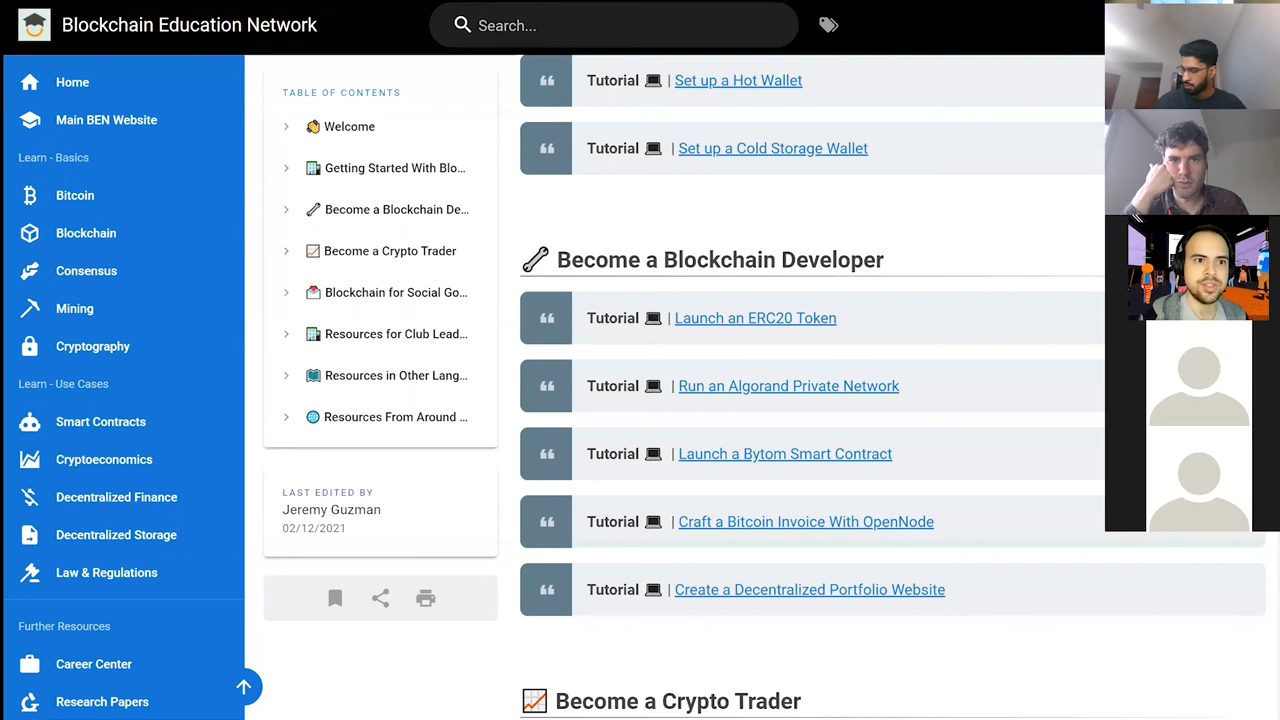 Blockchain Education Network
Search...
Home
Main BEN Website
Learn - Basics
Bitcoin
Blockchain
Consensus
Mining
Cryptography
Learn - Use Cases
Smart Contracts
Cryptoeconomics
Decentralized Finance
Decentralized Storage
Law & Regulations
Further Resources
Career Center
Research Papers
TABLE OF CONTENTS
Welcome
Getting Started With Blo...
Become a Blockchain De...
Become a Crypto Trader
Blockchain for Social Go...
Resources for Club Lead...
Resources in Other Lang...
Resources From Around ...
LAST EDITED BY
Jeremy Guzman
02/12/2021
Tutorial | Set up a Hot Wallet
Tutorial | Set up a Cold Storage Wallet
Become a Blockchain Developer
Tutorial | Launch an ERC20 Token
Tutorial | Run an Algorand Private Network
Tutorial | Launch a Bytom Smart Contract
Tutorial | Craft a Bitcoin Invoice With OpenNode
Tutorial | Create a Decentralized Portfolio Website
Become a Crypto Trader